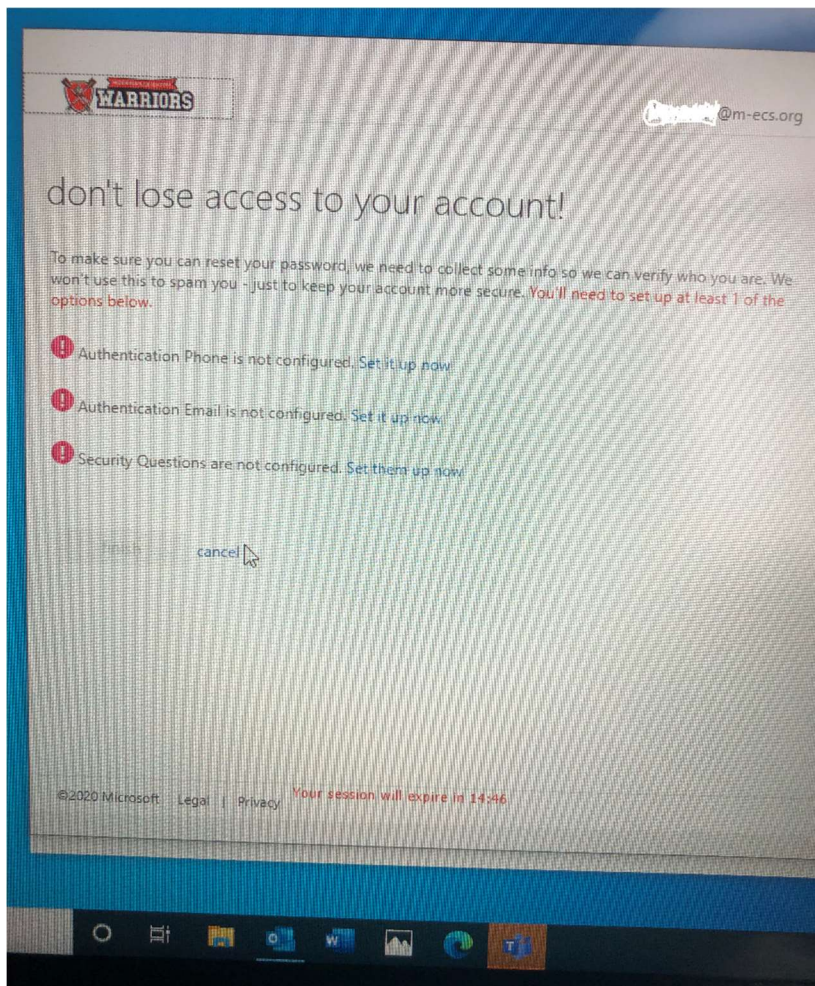 WARRIORS
@m-ecs.org
don't lose access to your account!
To make sure you can reset your password, we need to collect some info so we can verify who you are. We
won't use this to spam you - just to keep your account more secure. You'll need to set up at least 1 of the
options below.
Authentication Phone is not configured. Set it up now
Authentication Email is not configured. Set it up now
Security Questions are not configured. Set them up now
finish
cancel
©2020 Microsoft Legal | Privacy Your session will expire in 14:46